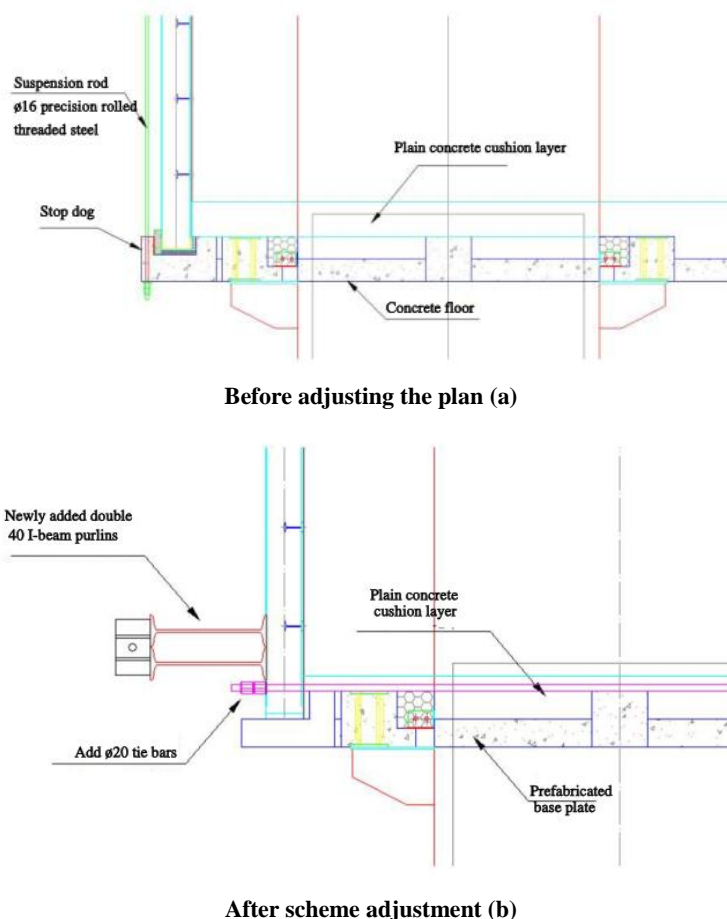 Suspension rod
ø16 precision rolled
threaded steel
Plain concrete cushion layer
Stop dog
Concrete floor
Before adjusting the plan (a)
Newly added double
40 I-beam purlins
Plain concrete
cushion layer
Add ø20 tie bars
Prefabricated
base plate
After scheme adjustment (b)